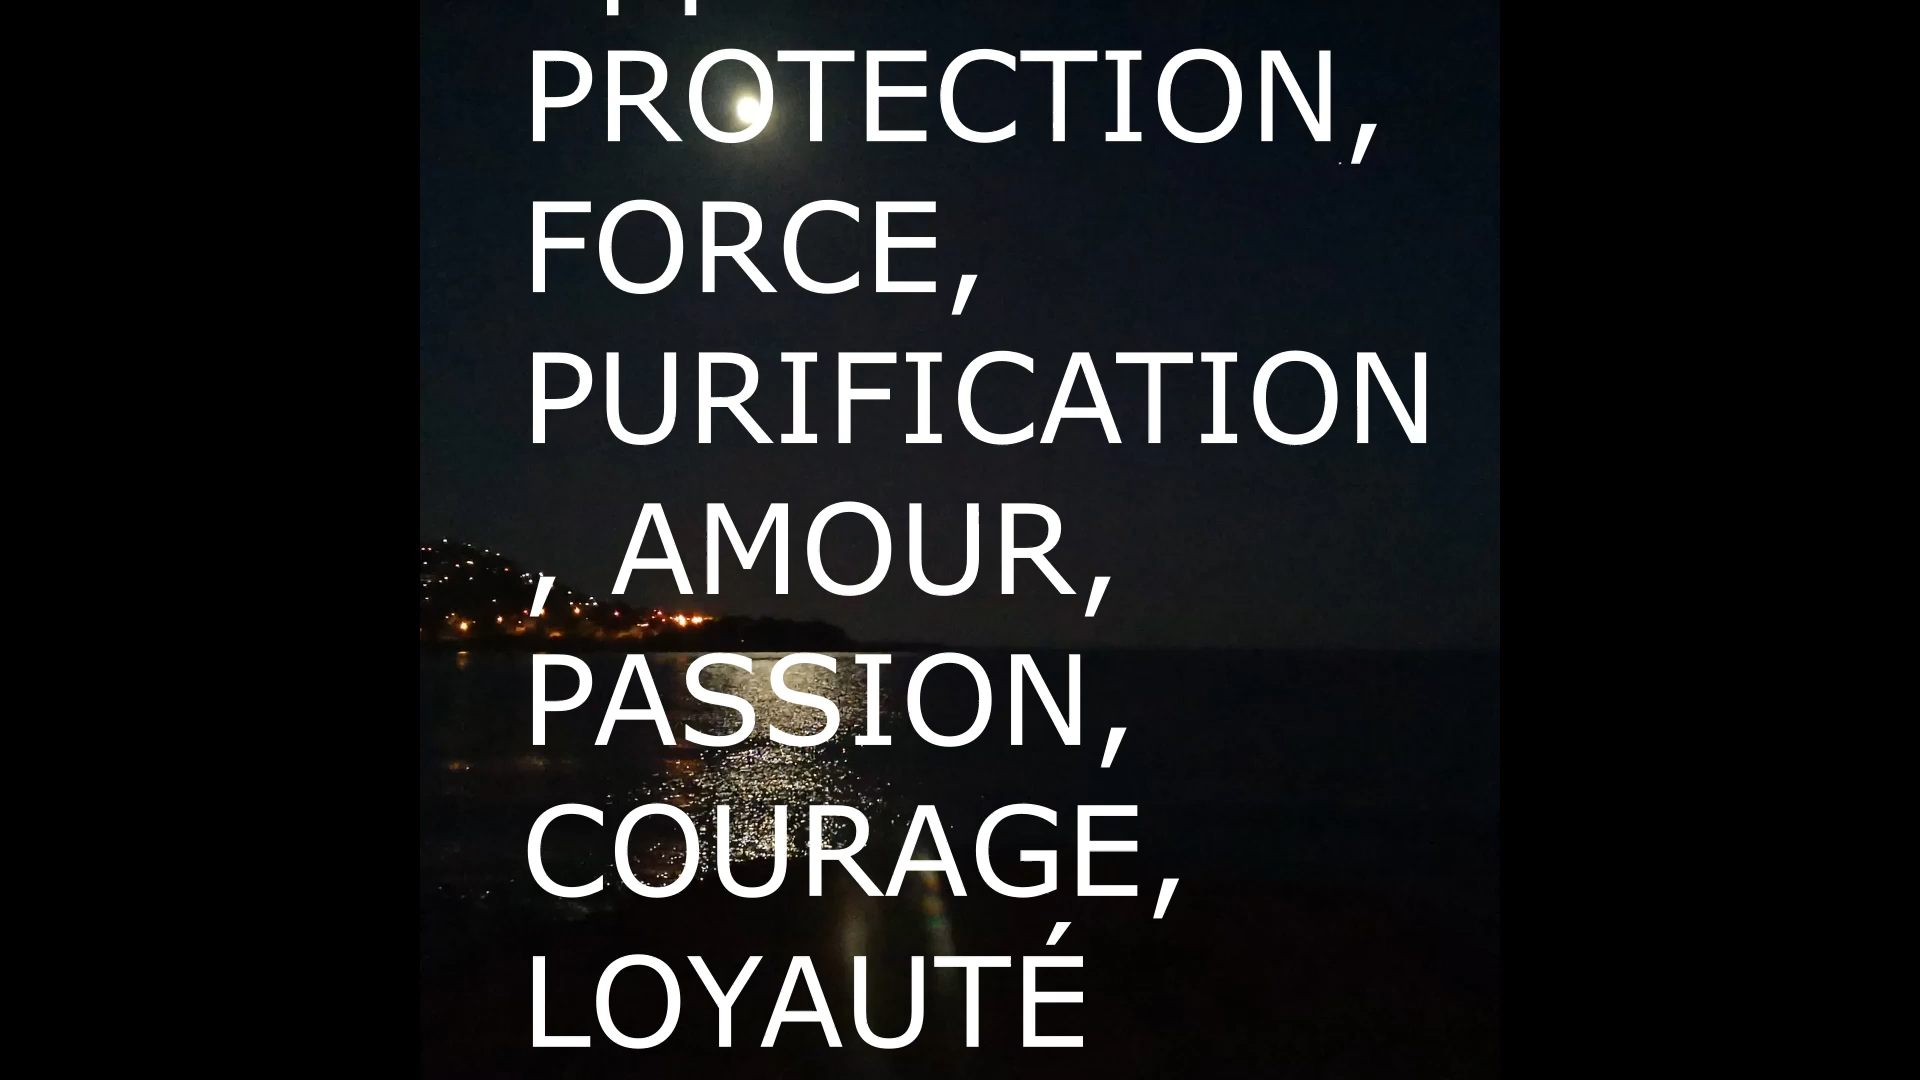 PROTECTION,
FORCE,
PURIFICATION
, AMOUR,
PASSION,
COURAGE,
LOYAUTÉ